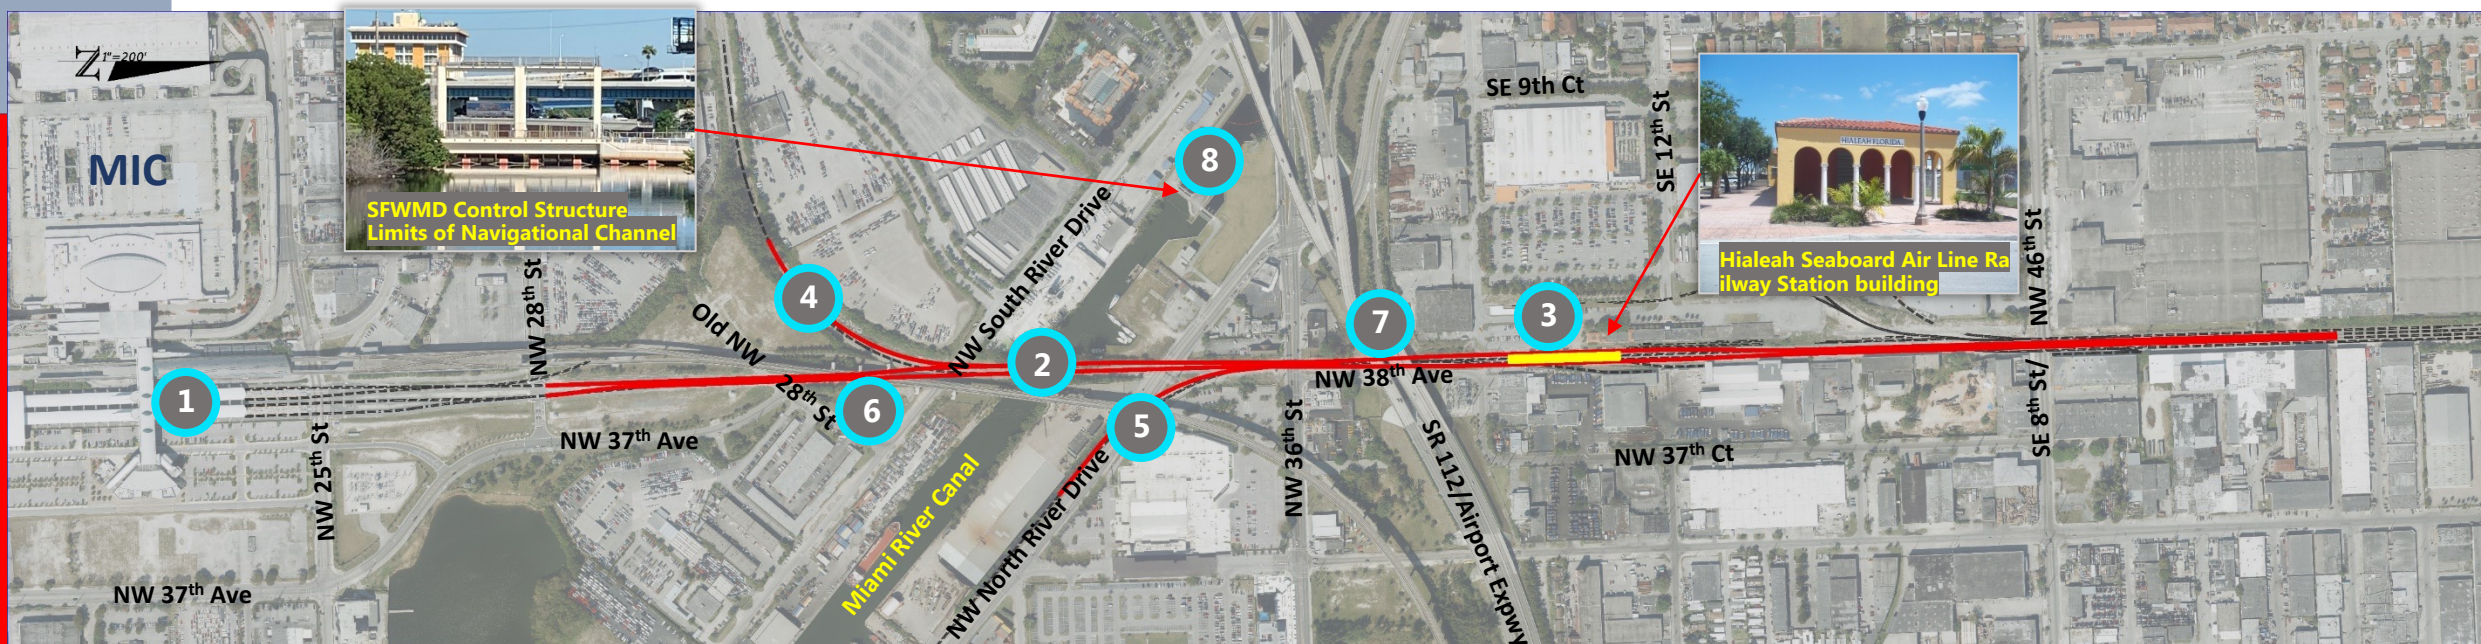 Z 1"=200'
MIC
SFWMD Control Structure
Limits of Navigational Channel
HIALEAH FLORIDA
Hialeah Seaboard Air Line Ra
ilway Station building
SE 9th Ct
SE 12th St
NW 46th St
SE 8th St/
NW South River Drive
NW 28th St
Old NW
28th St
NW 38th Ave
NW 37th Ave
NW 25th St
NW 36th St
SR 112/Airport Expwy
NW 37th Ct
Miami River Canal
NW North River Drive
NW 37th Ave
1
2
3
4
5
6
7
8